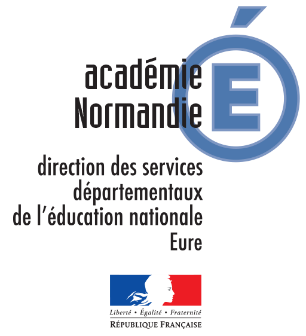 académie
Normandie
É
direction des services
départementaux
de l'éducation nationale
Eure
Liberté • Égalité • Fraternité
RÉPUBLIQUE FRANÇAISE